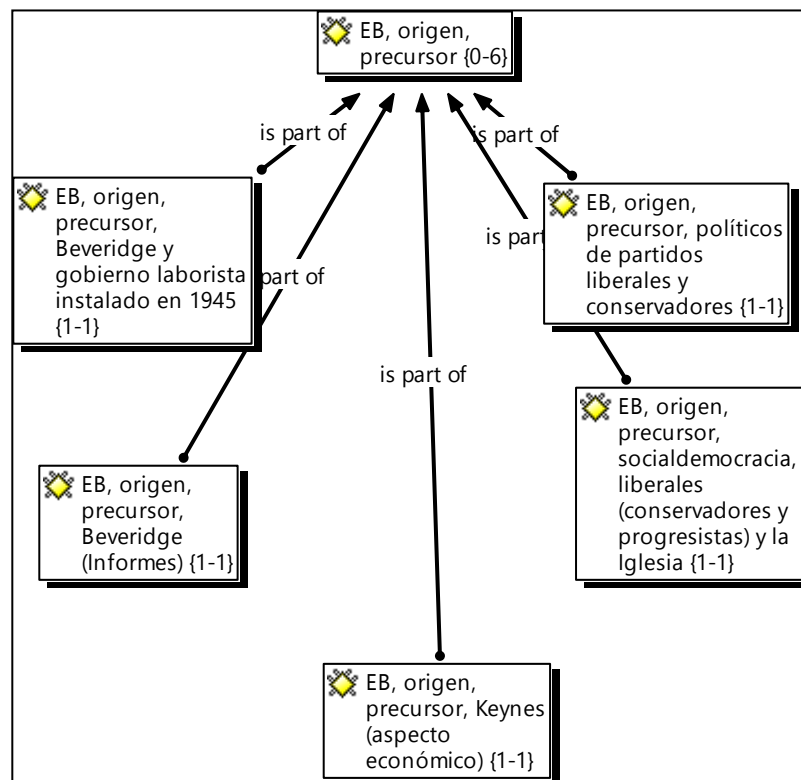 EB, origen,
precursor {0-6}
is part of
is part of
EB, origen,
precursor,
Beveridge y
gobierno laborista
instalado en 1945
{1-1}
EB, origen,
precursor, políticos
de partidos
liberales y
conservadores {1-1}
is part
part of
is part of
EB, origen,
precursor,
socialdemocracia,
liberales
(conservadores y
progresistas) y la
Iglesia {1-1}
EB, origen,
precursor,
Beveridge
(Informes) {1-1}
EB, origen,
precursor, Keynes
(aspecto
económico) {1-1}